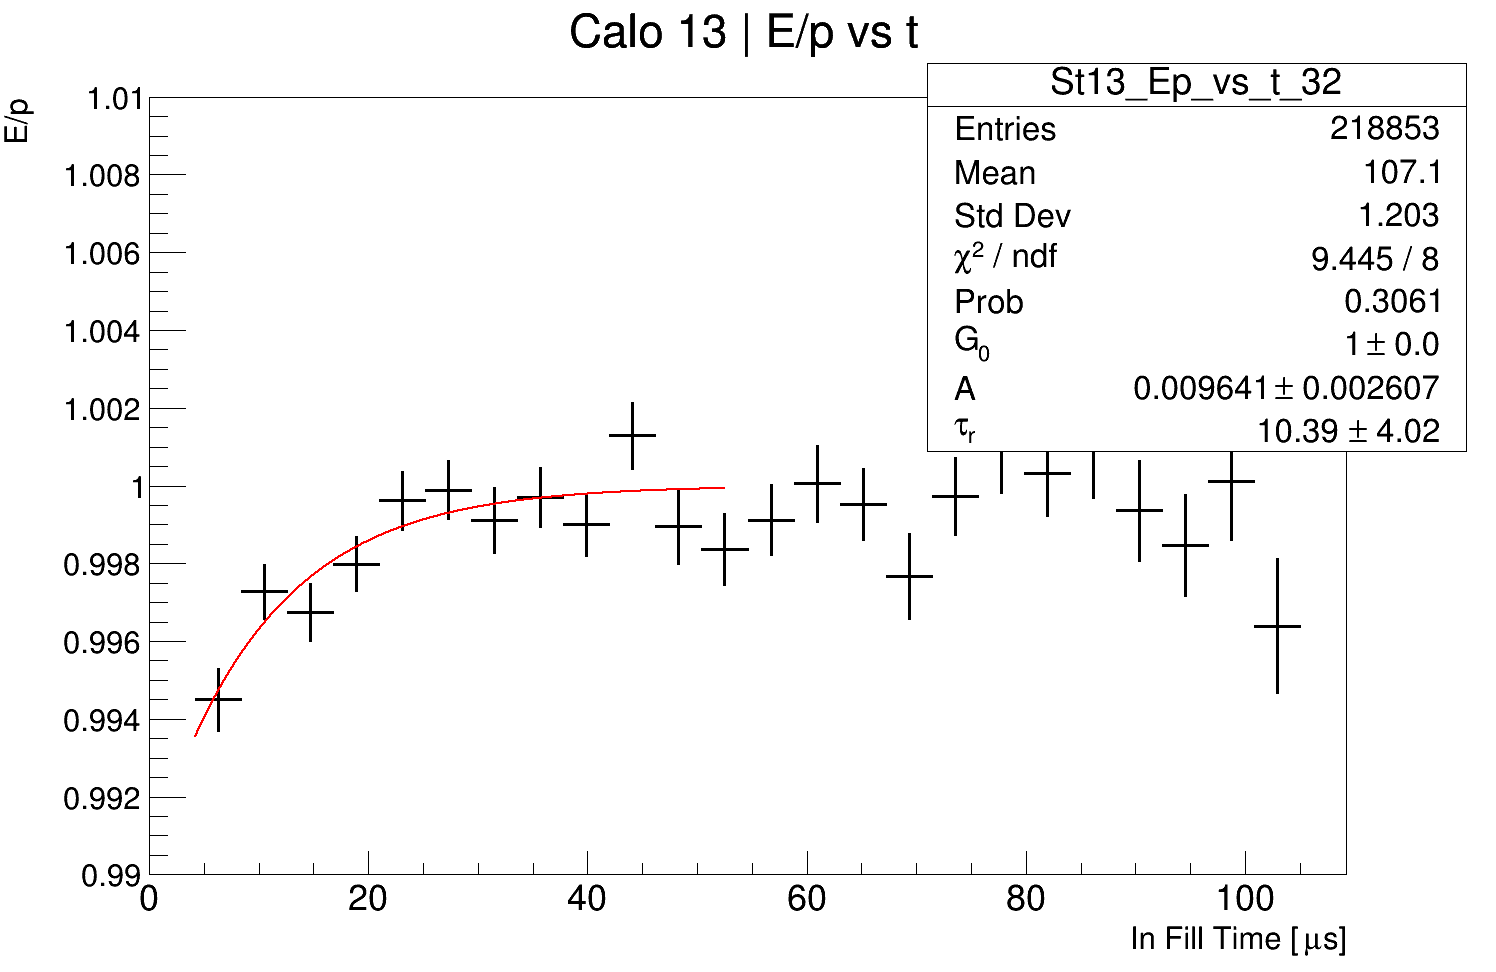 Calo 13 | E/p vs t
St13_Ep_vs_t_32
Entries 218853
Mean 107.1
Std Dev 1.203
χ² / ndf 9.445 / 8
Prob 0.3061
G₀ 1 ± 0.0
A 0.009641 ± 0.002607
τᵣ 10.39 ± 4.02
E/p
1.01
1.008
1.006
1.004
1.002
1
0.998
0.996
0.994
0.992
0.99
0 20 40 60 80 100
In Fill Time [μs]